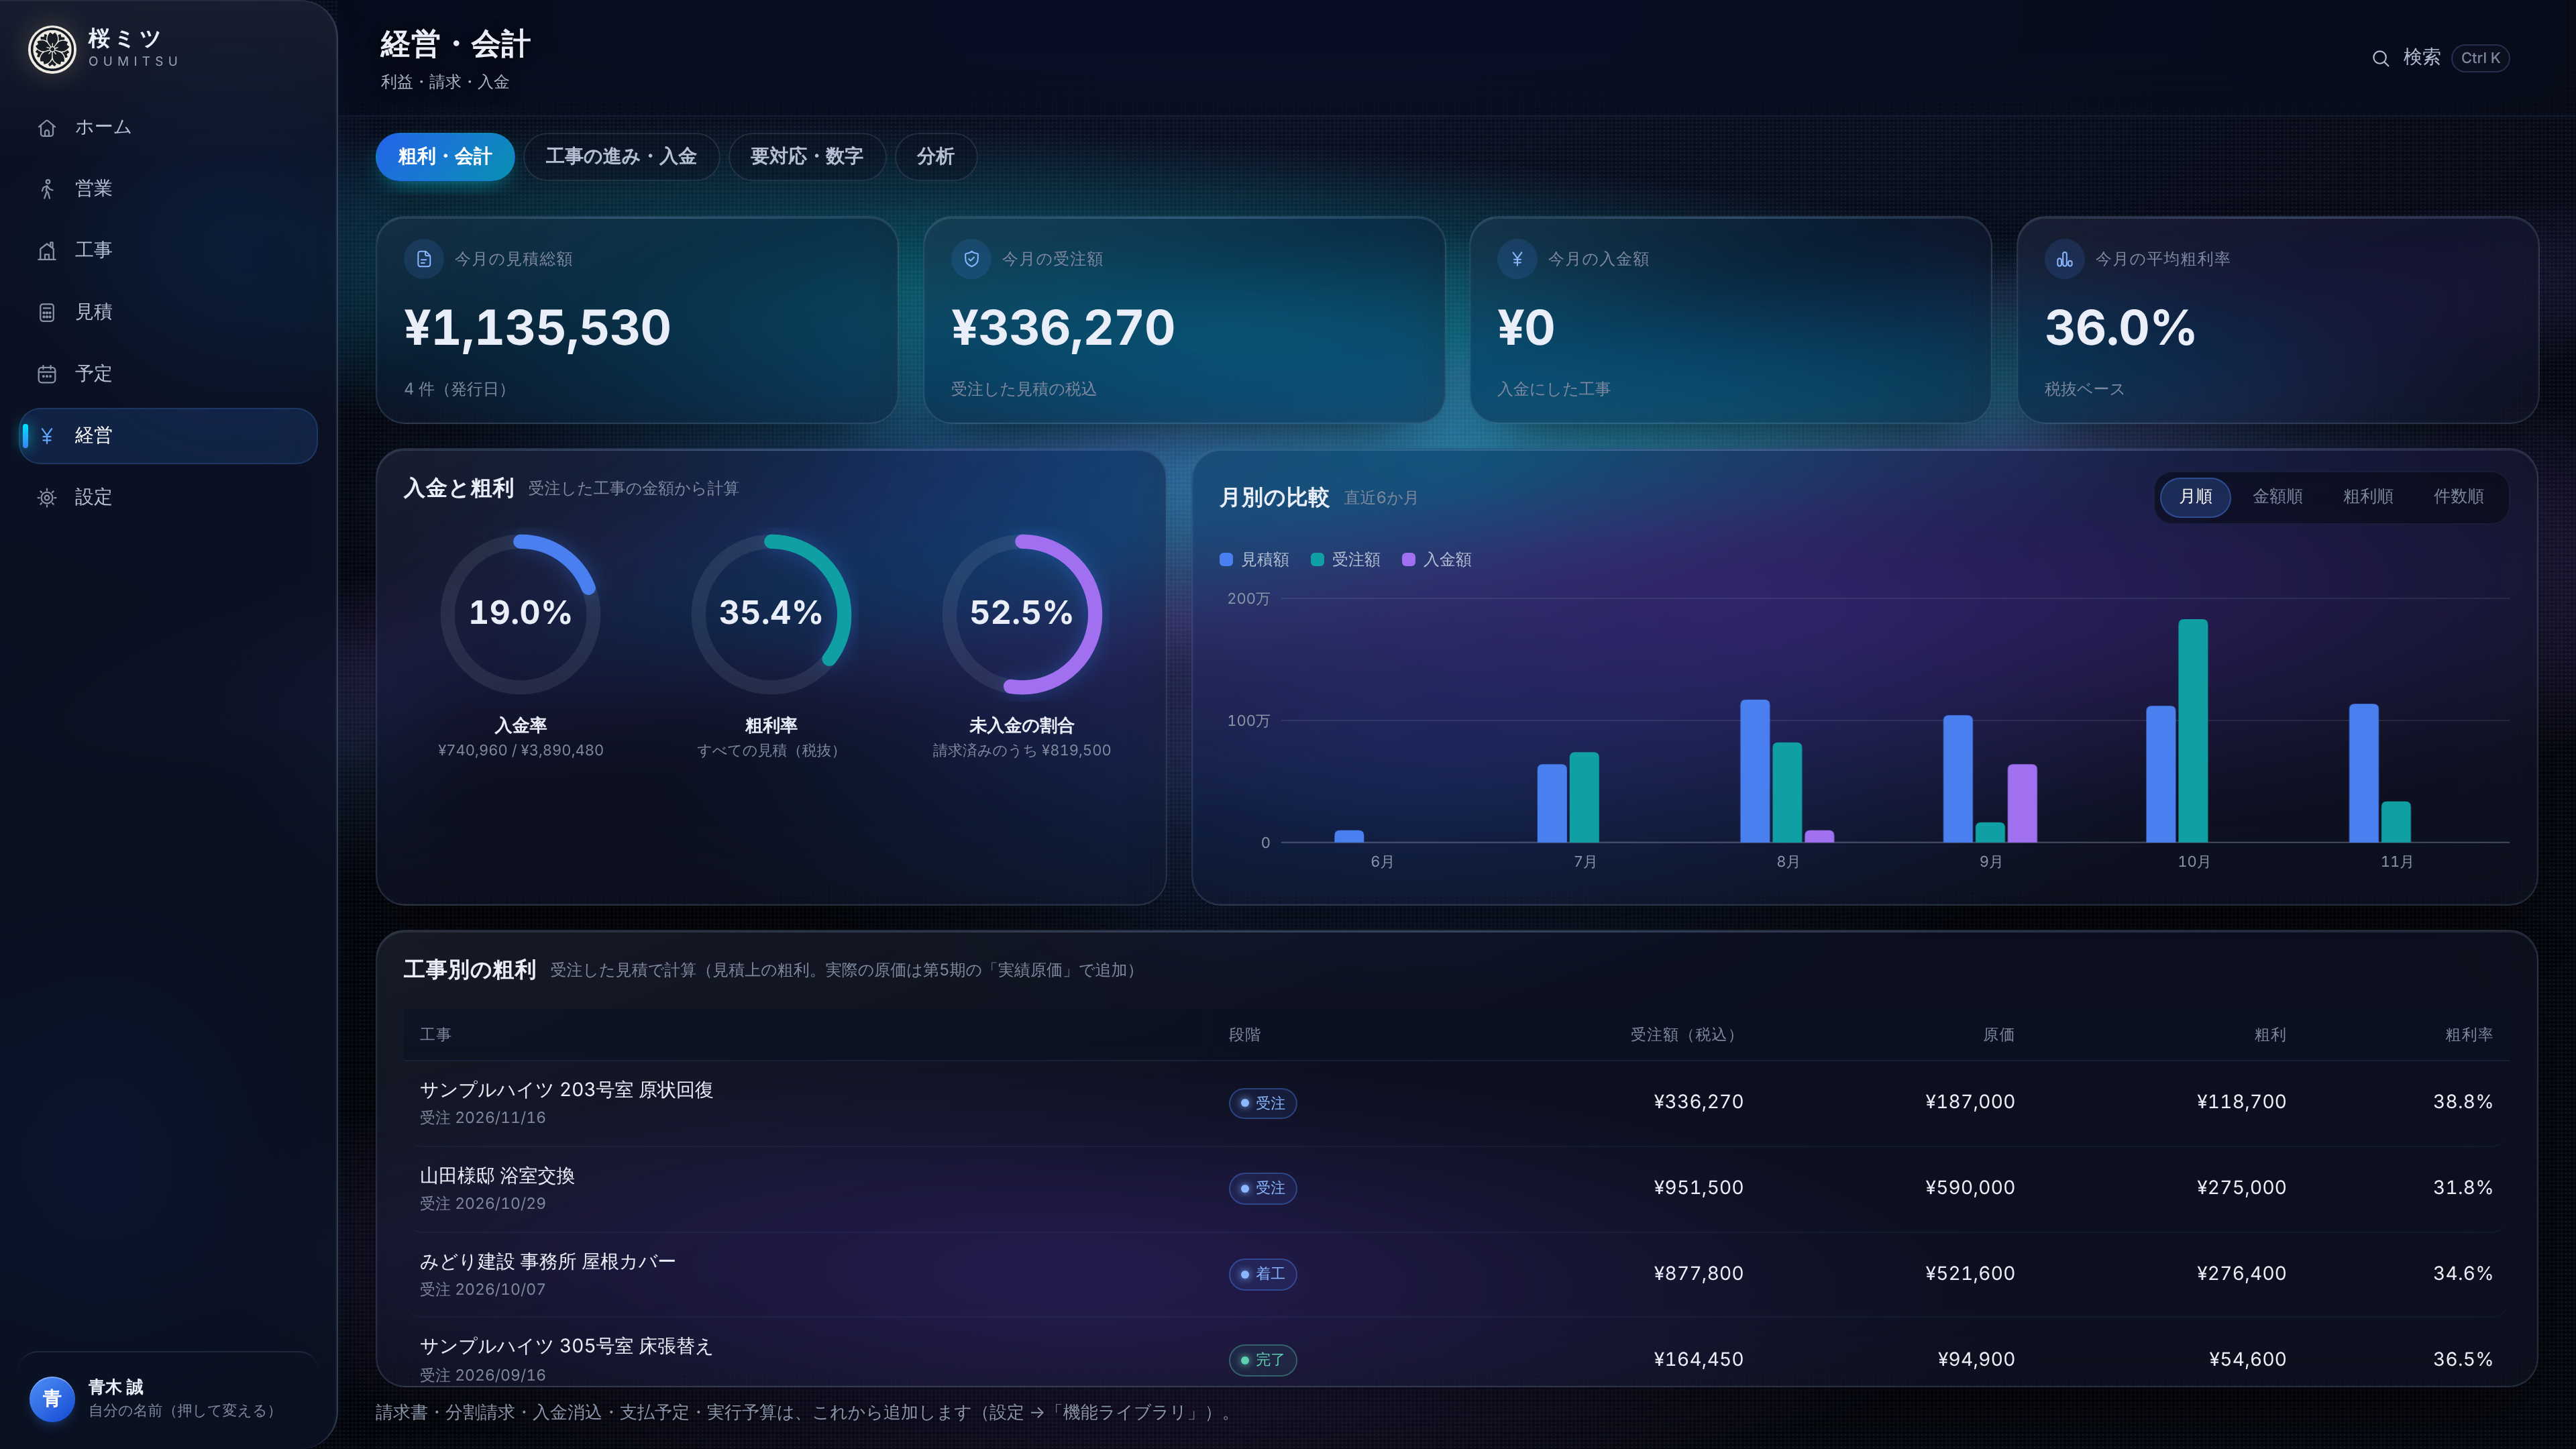 桜ミツ
OUMITSU
ホーム
営業
工事
見積
予定
経営
設定
青
青木 誠
自分の名前（押して変える）
経営・会計
利益・請求・入金
検索 Ctrl K
粗利・会計 工事の進み・入金 要対応・数字 分析
今月の見積総額
¥1,135,530
4 件（発行日）
今月の受注額
¥336,270
受注した見積の税込
今月の入金額
¥0
入金にした工事
今月の平均粗利率
36.0%
税抜ベース
入金と粗利 受注した工事の金額から計算
19.0%
入金率
¥740,960 / ¥3,890,480
35.4%
粗利率
すべての見積（税抜）
52.5%
未入金の割合
請求済みのうち ¥819,500
月別の比較 直近6か月
月順 金額順 粗利順 件数順
見積額 受注額 入金額
200万
100万
0
6月 7月 8月 9月 10月 11月
工事別の粗利 受注した見積で計算（見積上の粗利。実際の原価は第5期の「実績原価」で追加）
工事 段階 受注額（税込） 原価 粗利 粗利率
サンプルハイツ 203号室 原状回復
受注 2026/11/16
受注 ¥336,270 ¥187,000 ¥118,700 38.8%
山田様邸 浴室交換
受注 2026/10/29
受注 ¥951,500 ¥590,000 ¥275,000 31.8%
みどり建設 事務所 屋根カバー
受注 2026/10/07
着工 ¥877,800 ¥521,600 ¥276,400 34.6%
サンプルハイツ 305号室 床張替え
受注 2026/09/16
完了 ¥164,450 ¥94,900 ¥54,600 36.5%
請求書・分割請求・入金消込・支払予定・実行予算は、これから追加します（設定 →「機能ライブラリ」）。